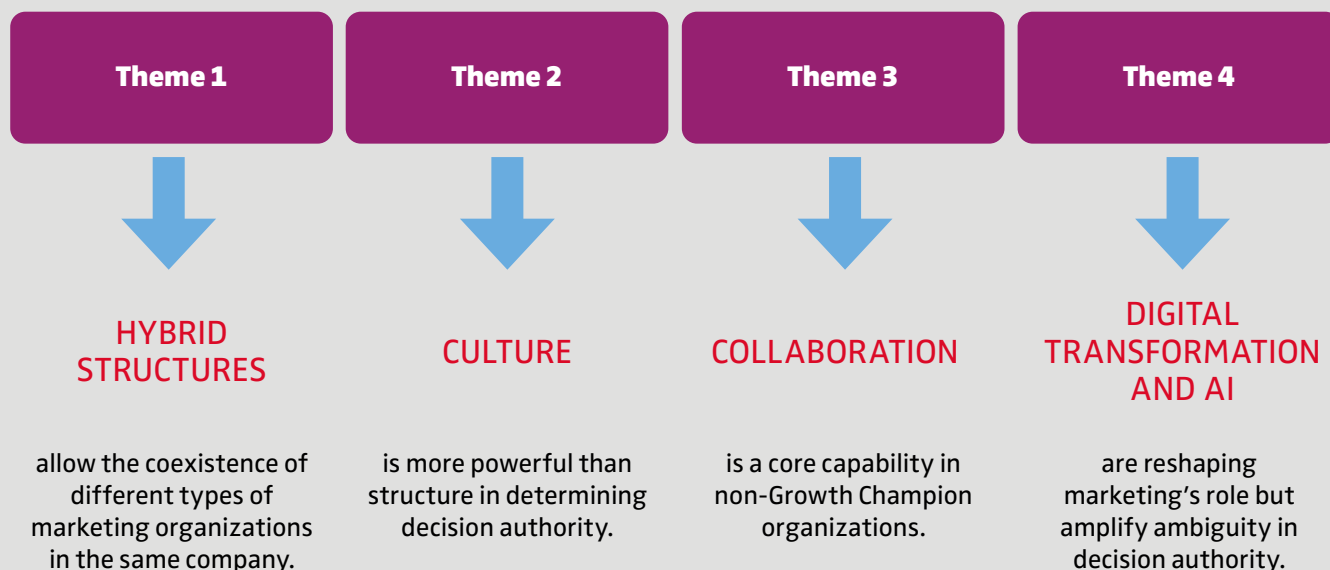 Theme 1
Theme 2
Theme 3
Theme 4
HYBRID
STRUCTURES
CULTURE
COLLABORATION
DIGITAL
TRANSFORMATION
AND AI
allow the coexistence of
different types of
marketing organizations
in the same company.
is more powerful than
structure in determining
decision authority.
is a core capability in
non-Growth Champion
organizations.
are reshaping
marketing’s role but
amplify ambiguity in
decision authority.